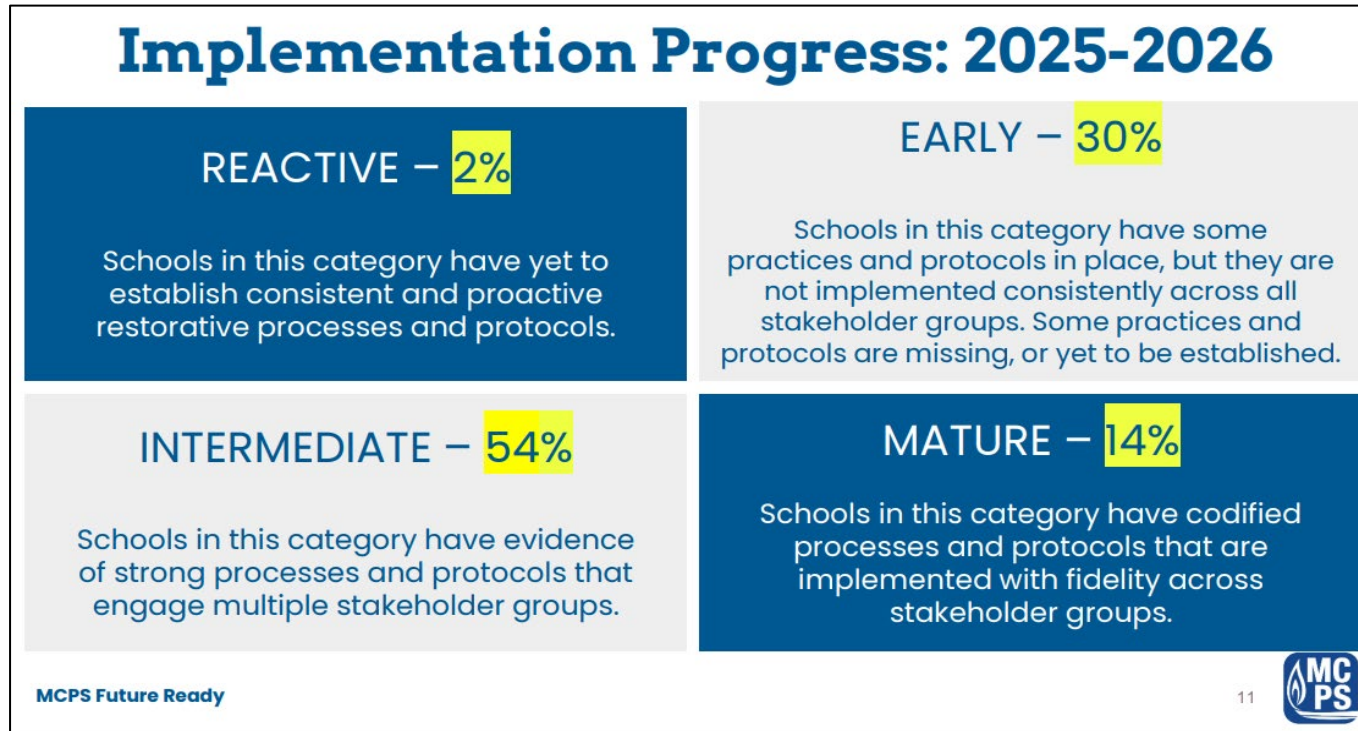 Implementation Progress: 2025-2026
REACTIVE – 2%
Schools in this category have yet to
establish consistent and proactive
restorative processes and protocols.
EARLY – 30%
Schools in this category have some
practices and protocols in place, but they are
not implemented consistently across all
stakeholder groups. Some practices and
protocols are missing, or yet to be established.
INTERMEDIATE – 54%
Schools in this category have evidence
of strong processes and protocols that
engage multiple stakeholder groups.
MATURE – 14%
Schools in this category have codified
processes and protocols that are
implemented with fidelity across
stakeholder groups.
MCPS Future Ready
11
MC
PS